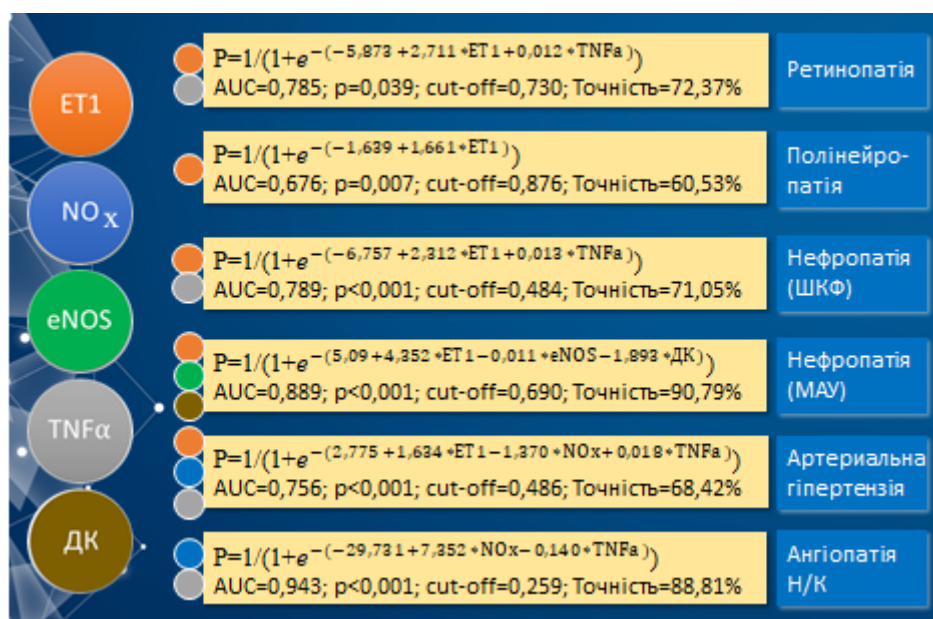 ET1
NOx
eNOS
TNFα
ДК
P=1/(1+e^−(−5,873+2,711*ET1+0,012*TNFa))
AUC=0,785; p=0,039; cut-off=0,730; Точність=72,37%
Ретинопатія
P=1/(1+e^−(−1,639+1,661*ET1))
AUC=0,676; p=0,007; cut-off=0,876; Точність=60,53%
Полінейро-
патія
P=1/(1+e^−(−6,757+2,312*ET1+0,013*TNFa))
AUC=0,789; p<0,001; cut-off=0,484; Точність=71,05%
Нефропатія
(ШКФ)
P=1/(1+e^−(5,09+4,352*ET1−0,011*eNOS−1,893*ДК))
AUC=0,889; p<0,001; cut-off=0,690; Точність=90,79%
Нефропатія
(МАУ)
P=1/(1+e^−(2,775+1,634*ET1−1,370*NOx+0,018*TNFa))
AUC=0,756; p<0,001; cut-off=0,486; Точність=68,42%
Артериальна
гіпертензія
P=1/(1+e^−(−29,731+7,352*NOx−0,140*TNFa))
AUC=0,943; p<0,001; cut-off=0,259; Точність=88,81%
Ангіопатія
Н/К